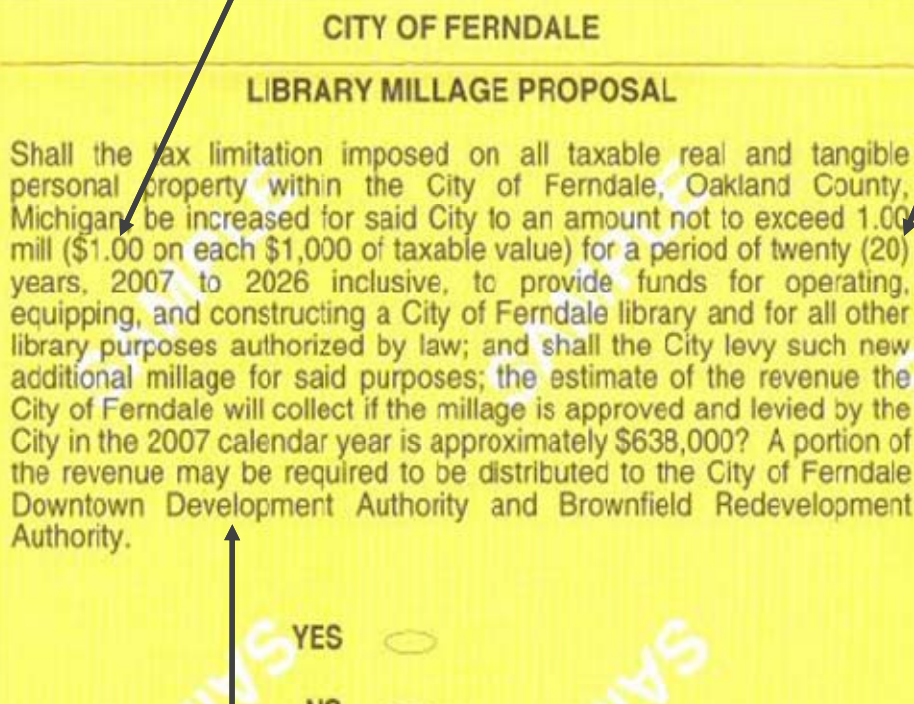 CITY OF FERNDALE
LIBRARY MILLAGE PROPOSAL
Shall the tax limitation imposed on all taxable real and tangible
personal property within the City of Ferndale, Oakland County,
Michigan, be increased for said City to an amount not to exceed 1.00
mill ($1.00 on each $1,000 of taxable value) for a period of twenty (20)
years, 2007 to 2026 inclusive, to provide funds for operating,
equipping, and constructing a City of Ferndale library and for all other
library purposes authorized by law; and shall the City levy such new
additional millage for said purposes; the estimate of the revenue the
City of Ferndale will collect if the millage is approved and levied by the
City in the 2007 calendar year is approximately $638,000? A portion of
the revenue may be required to be distributed to the City of Ferndale
Downtown Development Authority and Brownfield Redevelopment
Authority.
SAMPLE
SAMPLE
YES
NO